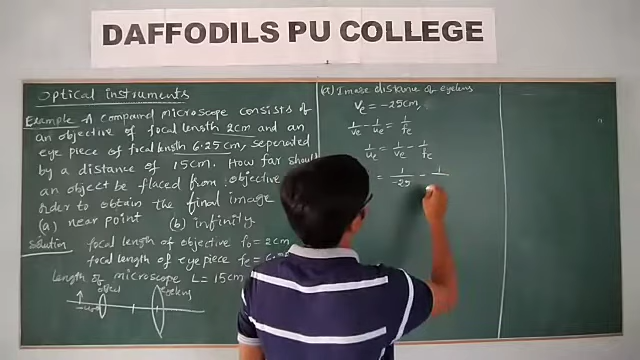 DAFFODILS PU COLLEGE
Optical instruments
Example A compound microscope consists of
an objective of focal length 2cm and an
eye piece of focal length 6.25cm, seperated
by a distance of 15cm. How far should
an object be placed from objective
order to obtain the final image
(a) near point (b) infinity
Solution focal length of objective fo = 2cm
focal length of eye piece fe = 6.
Length of microscope L = 15cm
object
eyelens
(a) Image distance of eyelens
Ve = -25cm,
1/Ve - 1/ue = 1/fe
1/ue = 1/Ve - 1/fe
= 1/-25 - 1